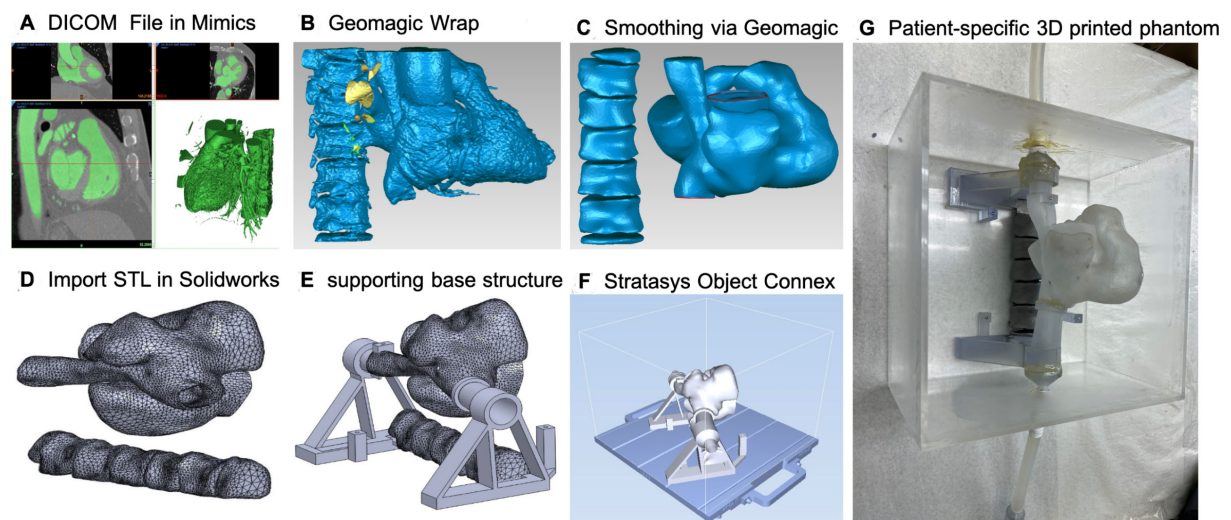 A DICOM File in Mimics
B Geomagic Wrap
C Smoothing via Geomagic
G Patient-specific 3D printed phantom
D Import STL in Solidworks
E supporting base structure
F Stratasys Object Connex